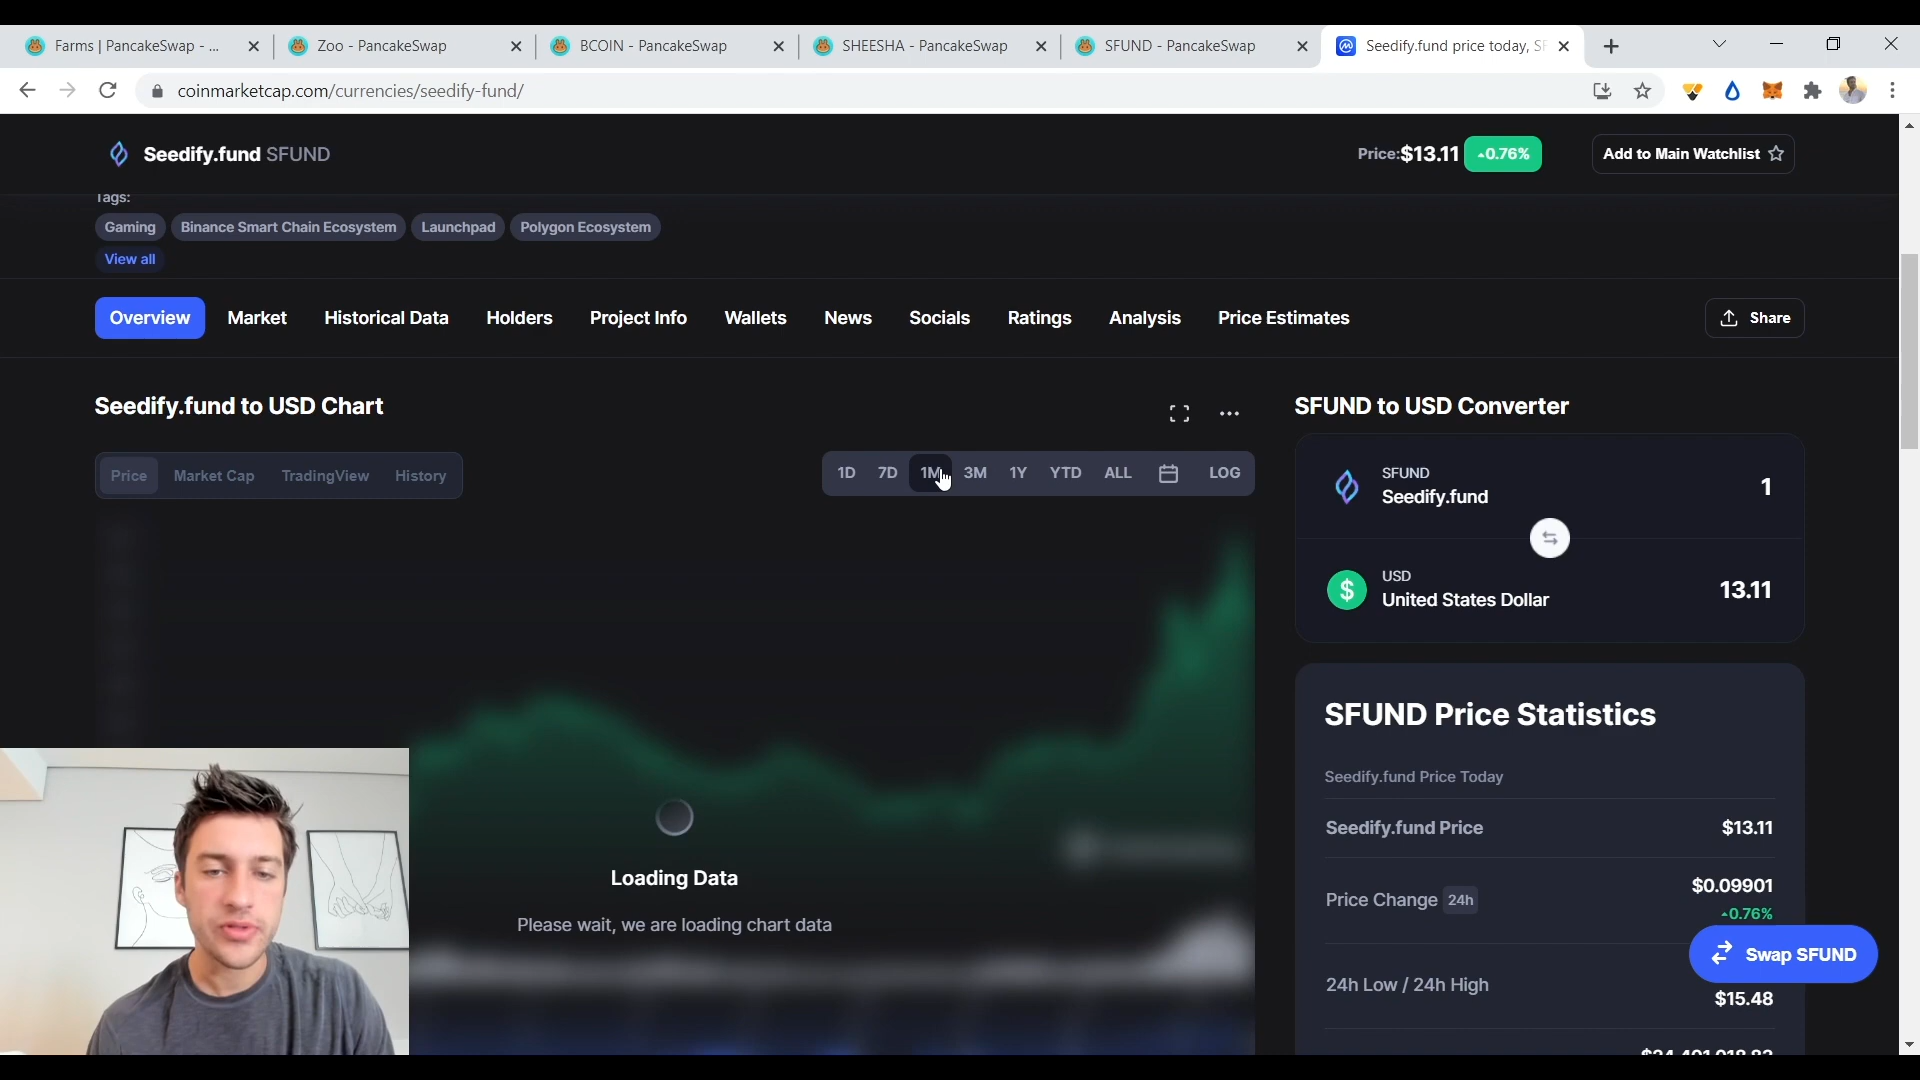 Farms | PancakeSwap - ...
Zoo - PancakeSwap
BCOIN - PancakeSwap
SHEESHA - PancakeSwap
SFUND - PancakeSwap
Seedify.fund price today, SF
coinmarketcap.com/currencies/seedify-fund/
Seedify.fund SFUND
Price:$13.11
0.76%
Add to Main Watchlist
Tags:
Gaming
Binance Smart Chain Ecosystem
Launchpad
Polygon Ecosystem
View all
Overview
Market
Historical Data
Holders
Project Info
Wallets
News
Socials
Ratings
Analysis
Price Estimates
Share
Seedify.fund to USD Chart
Price
Market Cap
TradingView
History
1D
7D
1M
3M
1Y
YTD
ALL
LOG
Loading Data
Please wait, we are loading chart data
SFUND to USD Converter
SFUND
Seedify.fund
1
USD
United States Dollar
13.11
SFUND Price Statistics
Seedify.fund Price Today
Seedify.fund Price
$13.11
Price Change 24h
$0.09901
0.76%
Swap SFUND
24h Low / 24h High
$15.48